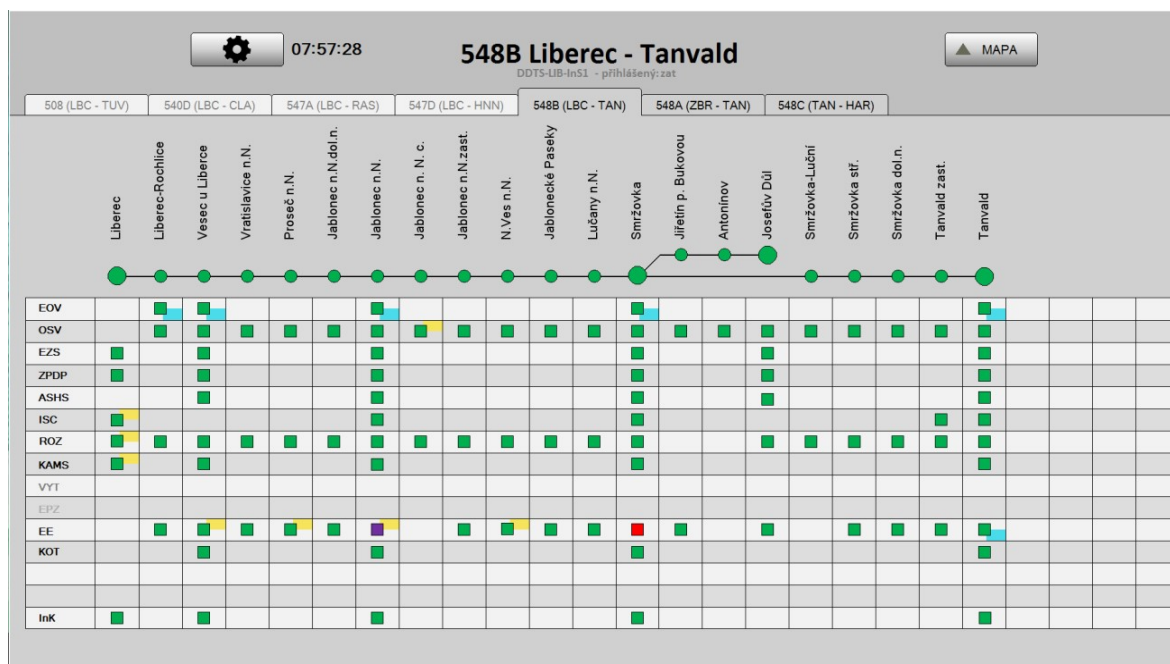 07:57:28
548B Liberec - Tanvald
DDTS-LIB-InS1 - přihlášený:zat
MAPA
508 (LBC - TUV)
540D (LBC - CLA)
547A (LBC - RAS)
547D (LBC - HNN)
548B (LBC - TAN)
548A (ZBR - TAN)
548C (TAN - HAR)
Liberec
Liberec-Rochlice
Vesec u Liberce
Vratislavice n.N.
Proseč n.N.
Jablonec n.N.dol.n.
Jablonec n.N.
Jablonec n. N. c.
Jablonec n.N.zast.
N.Ves n.N.
Jablonecké Paseky
Lučany n.N.
Smržovka
Jiřetín p. Bukovou
Antonínov
Josefův Důl
Smržovka-Luční
Smržovka stř.
Smržovka dol.n.
Tanvald zast.
Tanvald
EOV
OSV
EZS
ZPDP
ASHS
ISC
ROZ
KAMS
VYT
EPZ
EE
KOT
InK